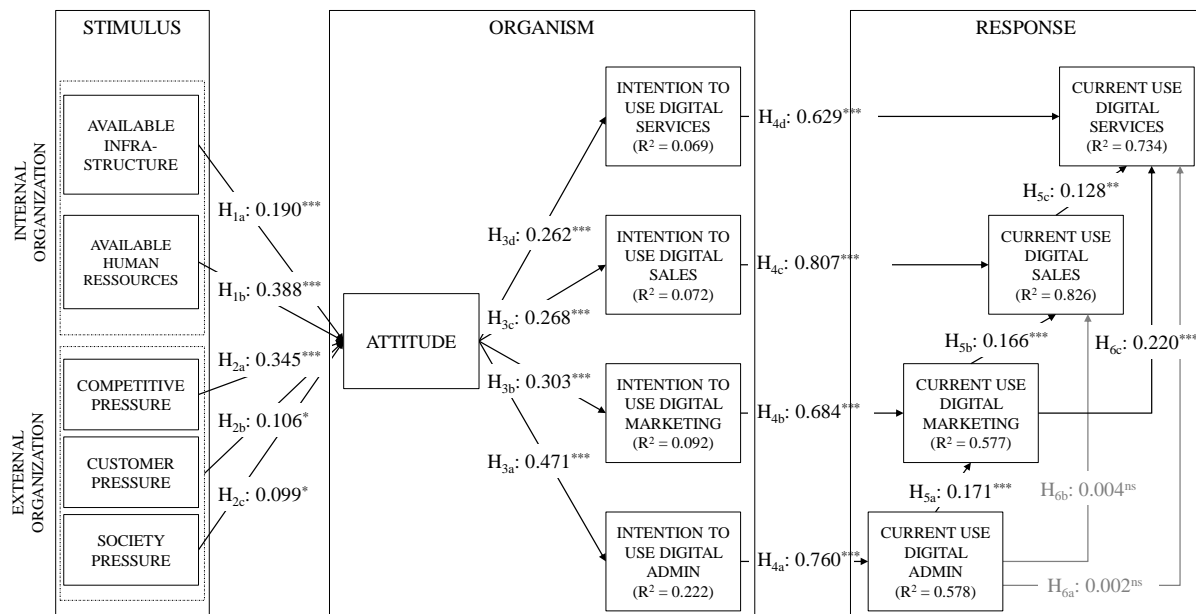 STIMULUS
INTERNAL
ORGANIZATION
AVAILABLE
INFRA-
STRUCTURE
AVAILABLE
HUMAN
RESSOURCES
EXTERNAL
ORGANIZATION
COMPETITIVE
PRESSURE
CUSTOMER
PRESSURE
SOCIETY
PRESSURE
H1a: 0.190***
H1b: 0.388***
H2a: 0.345***
H2b: 0.106*
H2c: 0.099*
ORGANISM
ATTITUDE
H3d: 0.262***
H3c: 0.268***
H3b: 0.303***
H3a: 0.471***
INTENTION TO
USE DIGITAL
SERVICES
(R² = 0.069)
INTENTION TO
USE DIGITAL
SALES
(R² = 0.072)
INTENTION TO
USE DIGITAL
MARKETING
(R² = 0.092)
INTENTION TO
USE DIGITAL
ADMIN
(R² = 0.222)
H4d: 0.629***
H4c: 0.807***
H4b: 0.684***
H4a: 0.760***
RESPONSE
CURRENT USE
DIGITAL
SERVICES
(R² = 0.734)
H5c: 0.128**
CURRENT USE
DIGITAL
SALES
(R² = 0.826)
H5b: 0.166***
H6c: 0.220***
CURRENT USE
DIGITAL
MARKETING
(R² = 0.577)
H5a: 0.171***
H6b: 0.004ns
CURRENT USE
DIGITAL
ADMIN
(R² = 0.578)
H6a: 0.002ns